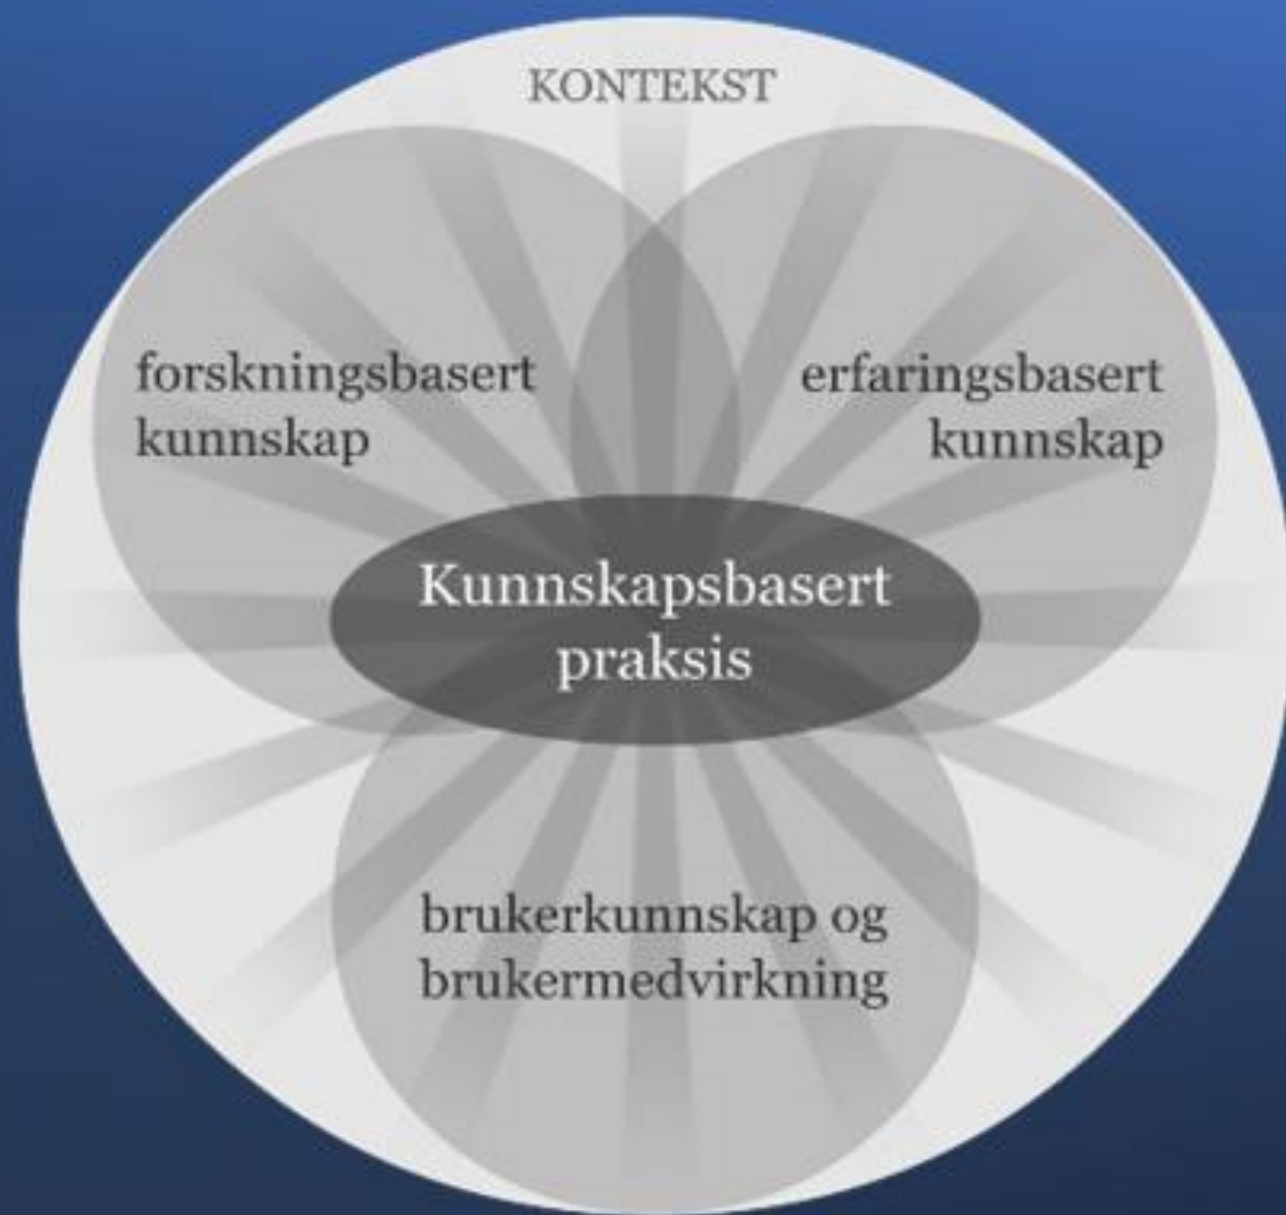 KONTEKST
forskningsbasert
kunnskap
erfaringsbasert
kunnskap
Kunnskapsbasert
praksis
brukerkunnskap og
brukermedvirkning